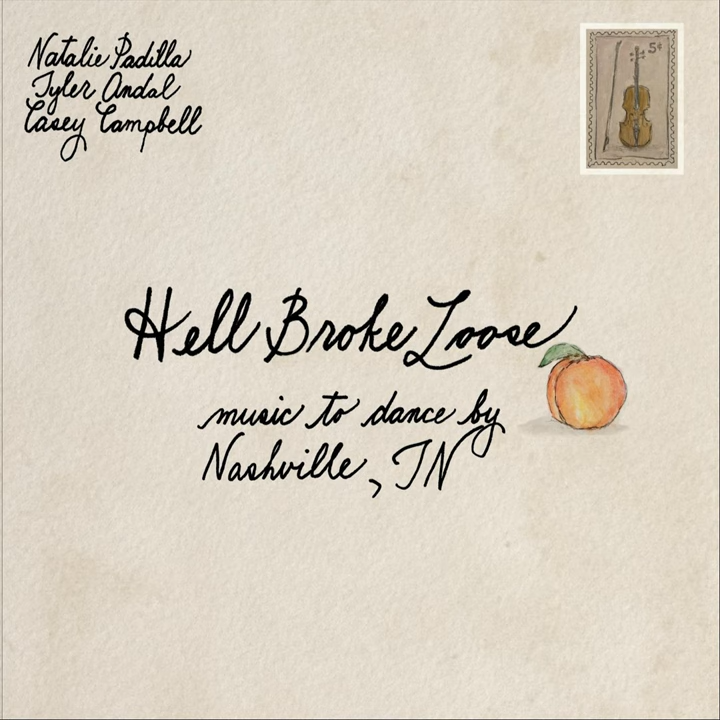 Natalie Padilla
Tyler Andal
Casey Campbell
5¢
Hell Broke Loose
music to dance by
Nashville, TN